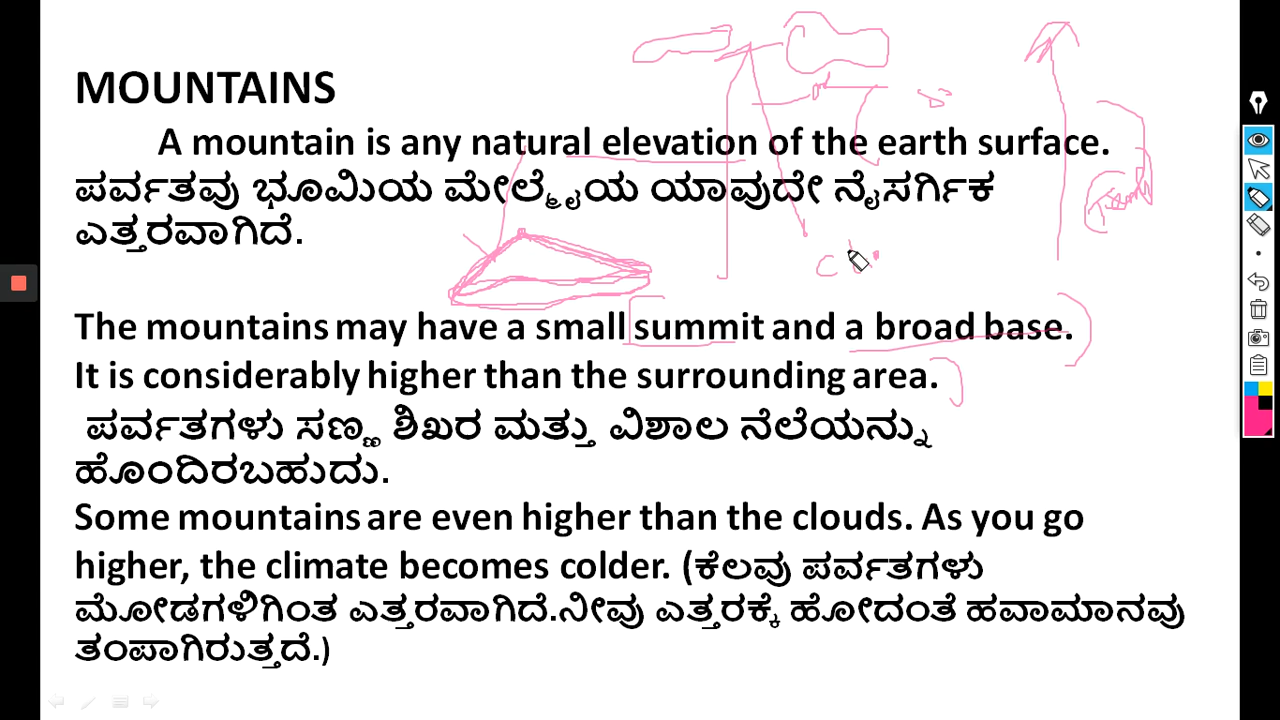 MOUNTAINS
A mountain is any natural elevation of the earth surface.
ಪರ್ವತವು ಭೂಮಿಯ ಮೇಲ್ಮೈಯ ಯಾವುದೇ ನೈಸರ್ಗಿಕ
ಎತ್ತರವಾಗಿದೆ.
The mountains may have a small summit and a broad base.
It is considerably higher than the surrounding area.
ಪರ್ವತಗಳು ಸಣ್ಣ ಶಿಖರ ಮತ್ತು ವಿಶಾಲ ನೆಲೆಯನ್ನು
ಹೊಂದಿರಬಹುದು.
Some mountains are even higher than the clouds. As you go
higher, the climate becomes colder. (ಕೆಲವು ಪರ್ವತಗಳು
ಮೋಡಗಳಿಗಿಂತ ಎತ್ತರವಾಗಿದೆ.ನೀವು ಎತ್ತರಕ್ಕೆ ಹೋದಂತೆ ಹವಾಮಾನವು
ತಂಪಾಗಿರುತ್ತದೆ.)